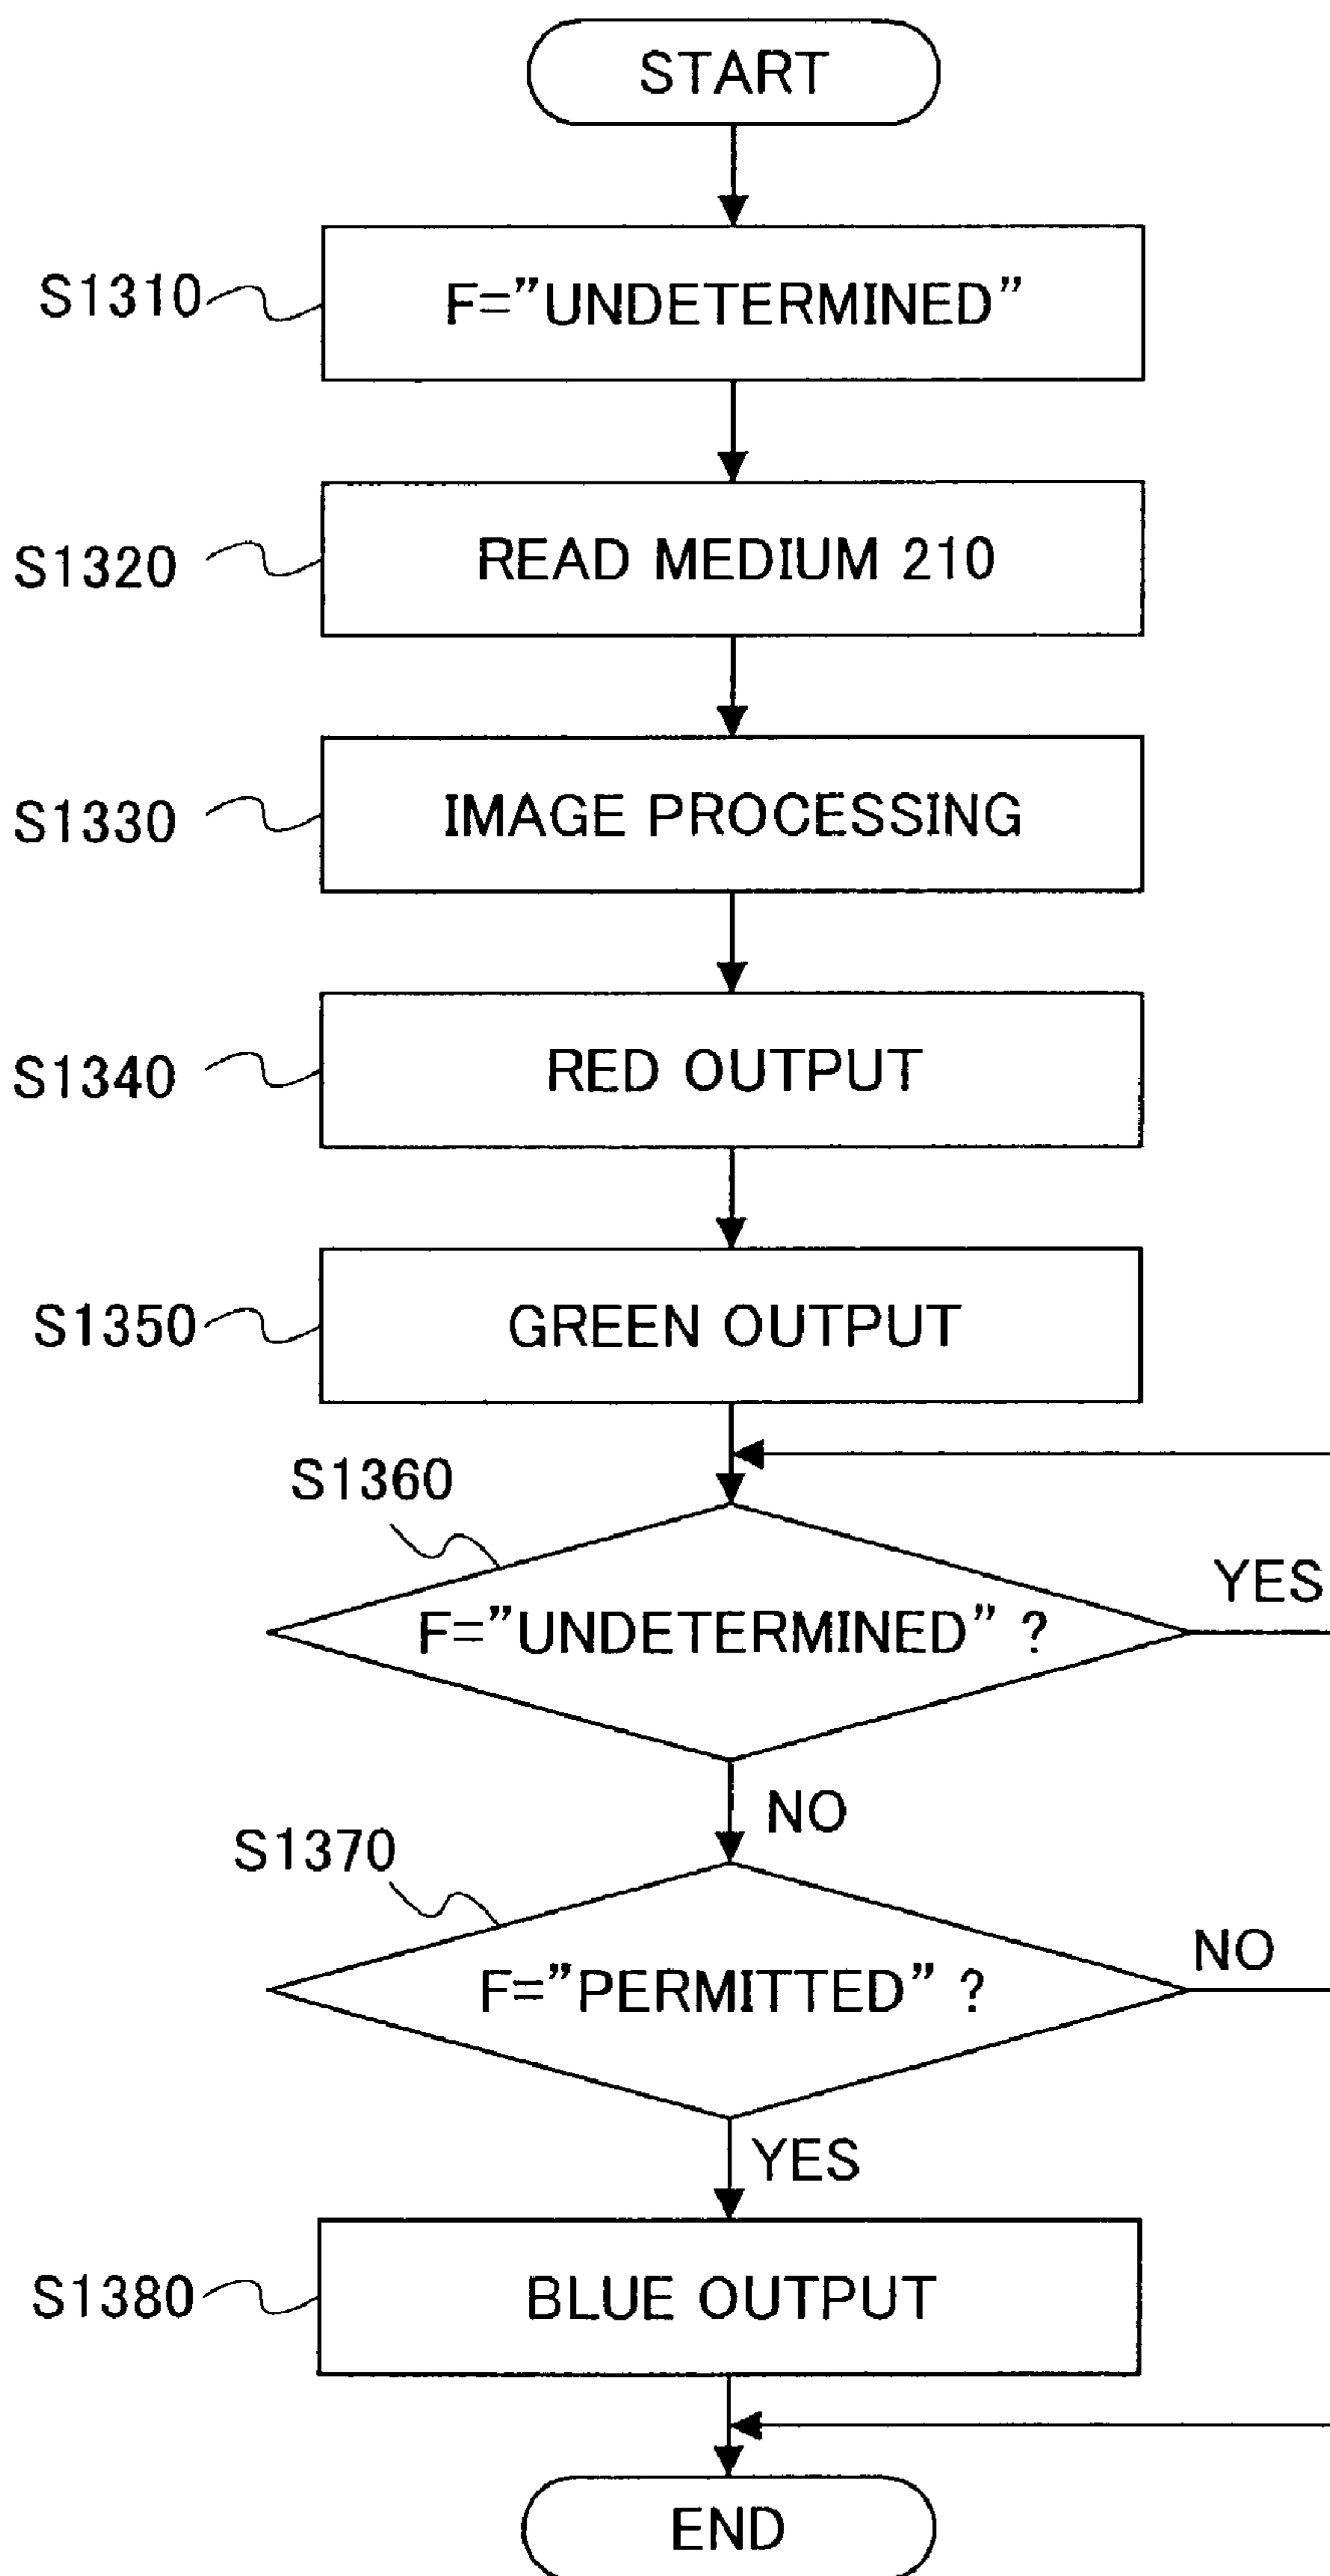 START
S1310
F=”UNDETERMINED”
S1320
READ MEDIUM 210
S1330
IMAGE PROCESSING
S1340
RED OUTPUT
S1350
GREEN OUTPUT
S1360
F=”UNDETERMINED” ?
YES
NO
S1370
F=”PERMITTED” ?
NO
YES
S1380
BLUE OUTPUT
END